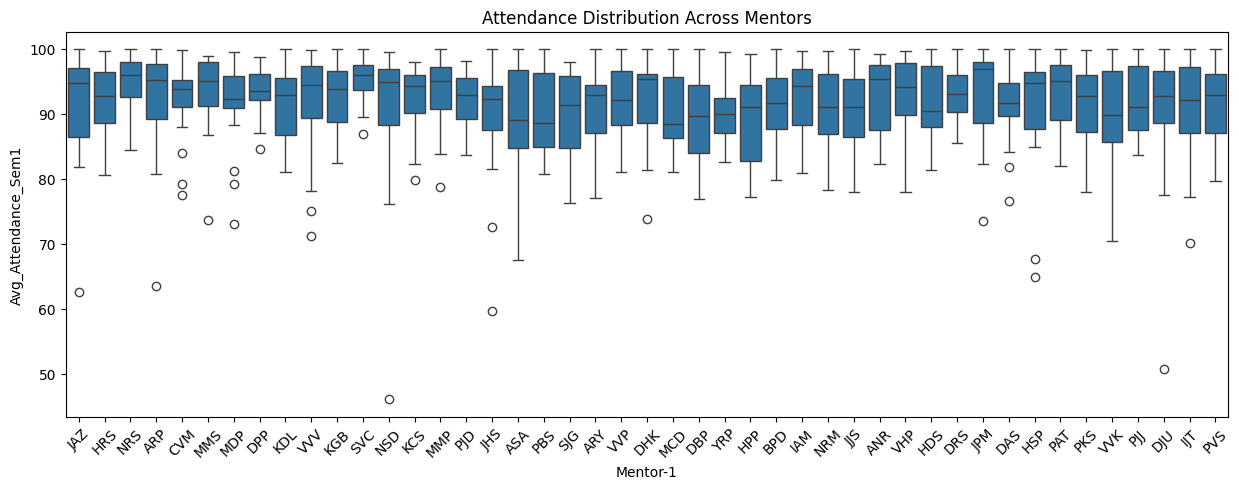 Attendance Distribution Across Mentors
Avg_Attendance_Sem1
100
90
80
70
60
50
JAZ HRS NRS ARP CVM MMS MDP DPP KDL VVV KGB SVC NSD KCS MMP PJD JHS ASA PBS SJG ARY VVP DHK MCD DBP YRP HPP BPD IAM NRM JJS ANR VHP HDS DRS JPM DAS HSP PAT PKS VVK PJJ DJU IJT PVS
Mentor-1